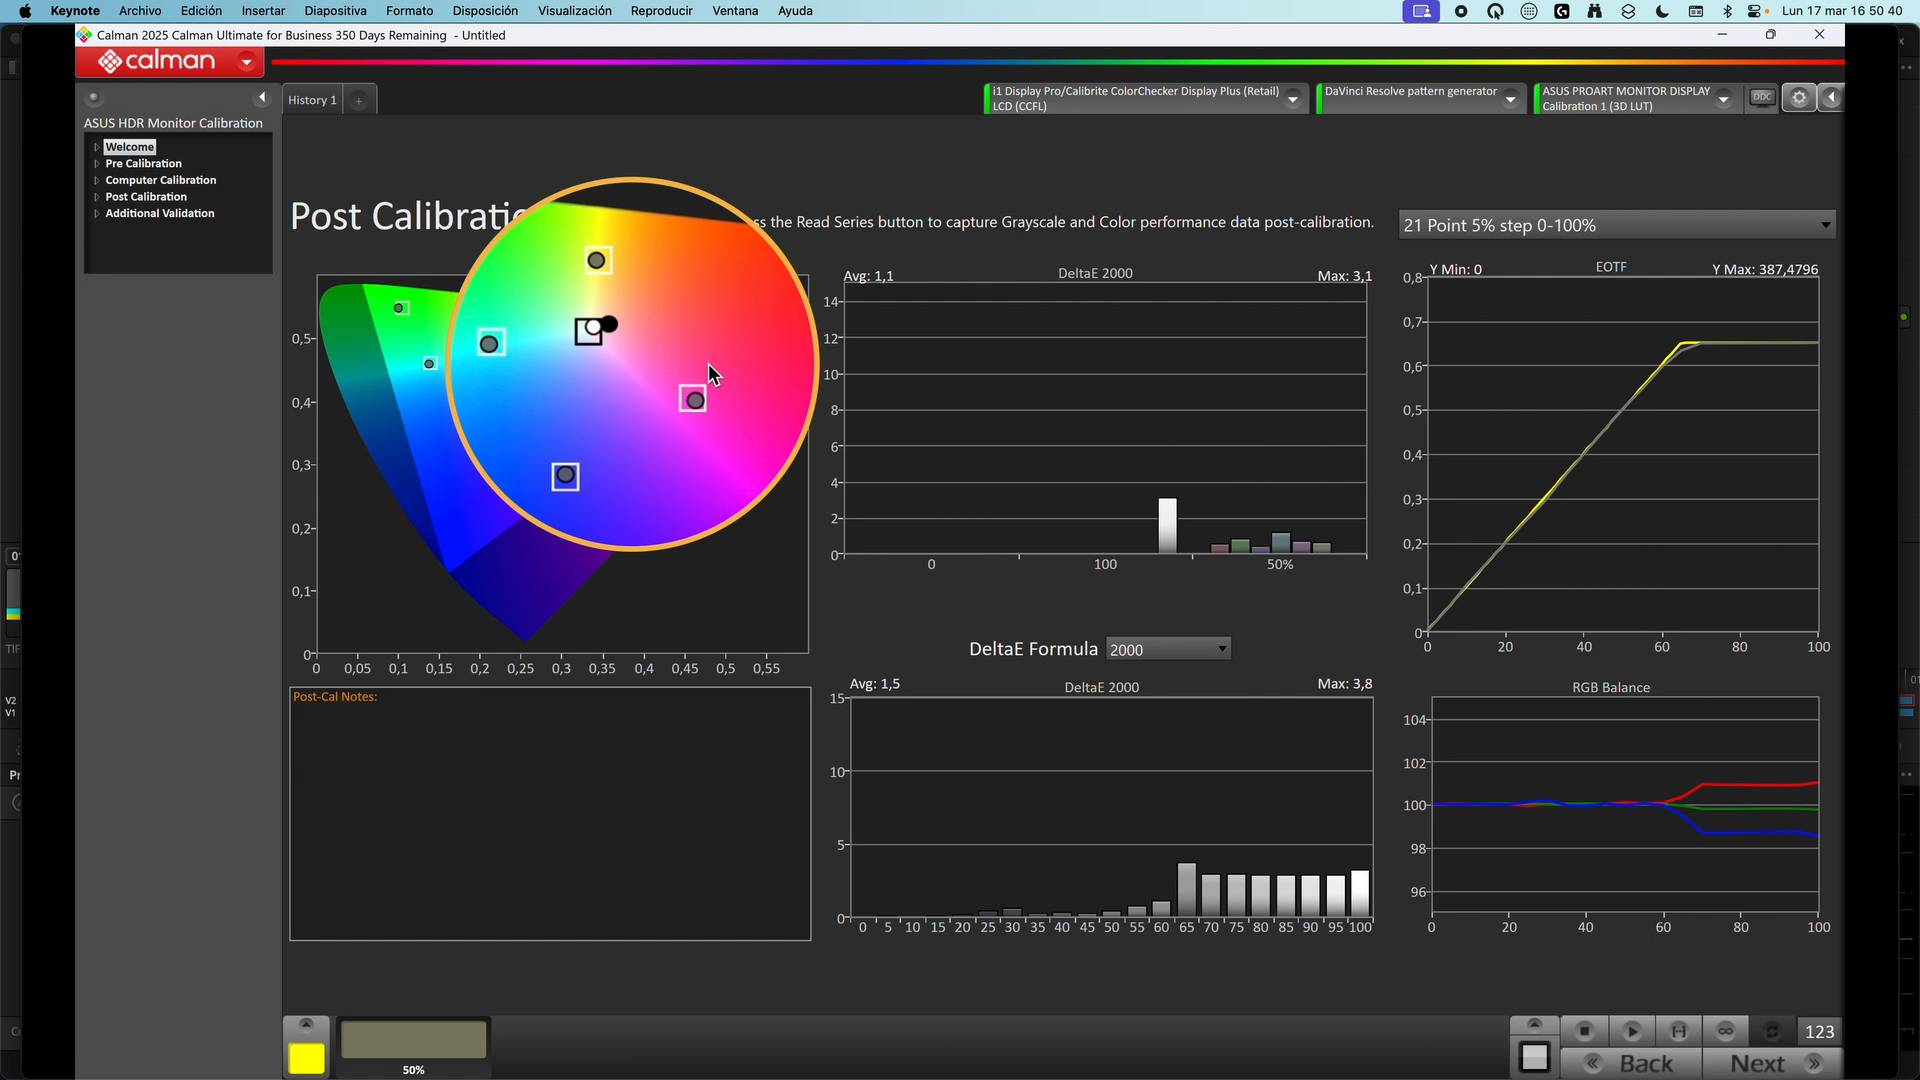 Keynote Archivo Edición Insertar Diapositiva Formato Disposición Visualización Reproducir Ventana Ayuda Lun 17 mar 16 50 40
Calman 2025 Calman Ultimate for Business 350 Days Remaining - Untitled
calman
History 1 +
i1 Display Pro/Calibrite ColorChecker Display Plus (Retail)
LCD (CCFL)
DaVinci Resolve pattern generator
ASUS PROART MONITOR DISPLAY
Calibration 1 (3D LUT)
DDC
ASUS HDR Monitor Calibration
Welcome
Pre Calibration
Computer Calibration
Post Calibration
Additional Validation
Post Calibratio
ss the Read Series button to capture Grayscale and Color performance data post-calibration.
21 Point 5% step 0-100%
0,5
0,4
0,3
0,2
0,1
0
0 0,05 0,1 0,15 0,2 0,25 0,3 0,35 0,4 0,45 0,5 0,55
Avg: 1,1 DeltaE 2000 Max: 3,1
14
12
10
8
6
4
2
0
0 100 50%
Y Min: 0 EOTF Y Max: 387,4796
0,8
0,7
0,6
0,5
0,4
0,3
0,2
0,1
0
0 20 40 60 80 100
DeltaE Formula 2000
Post-Cal Notes:
Avg: 1,5 DeltaE 2000 Max: 3,8
15
10
5
0
0 5 10 15 20 25 30 35 40 45 50 55 60 65 70 75 80 85 90 95 100
RGB Balance
104
102
100
98
96
0 20 40 60 80 100
V2
V1
50%
123
Back Next